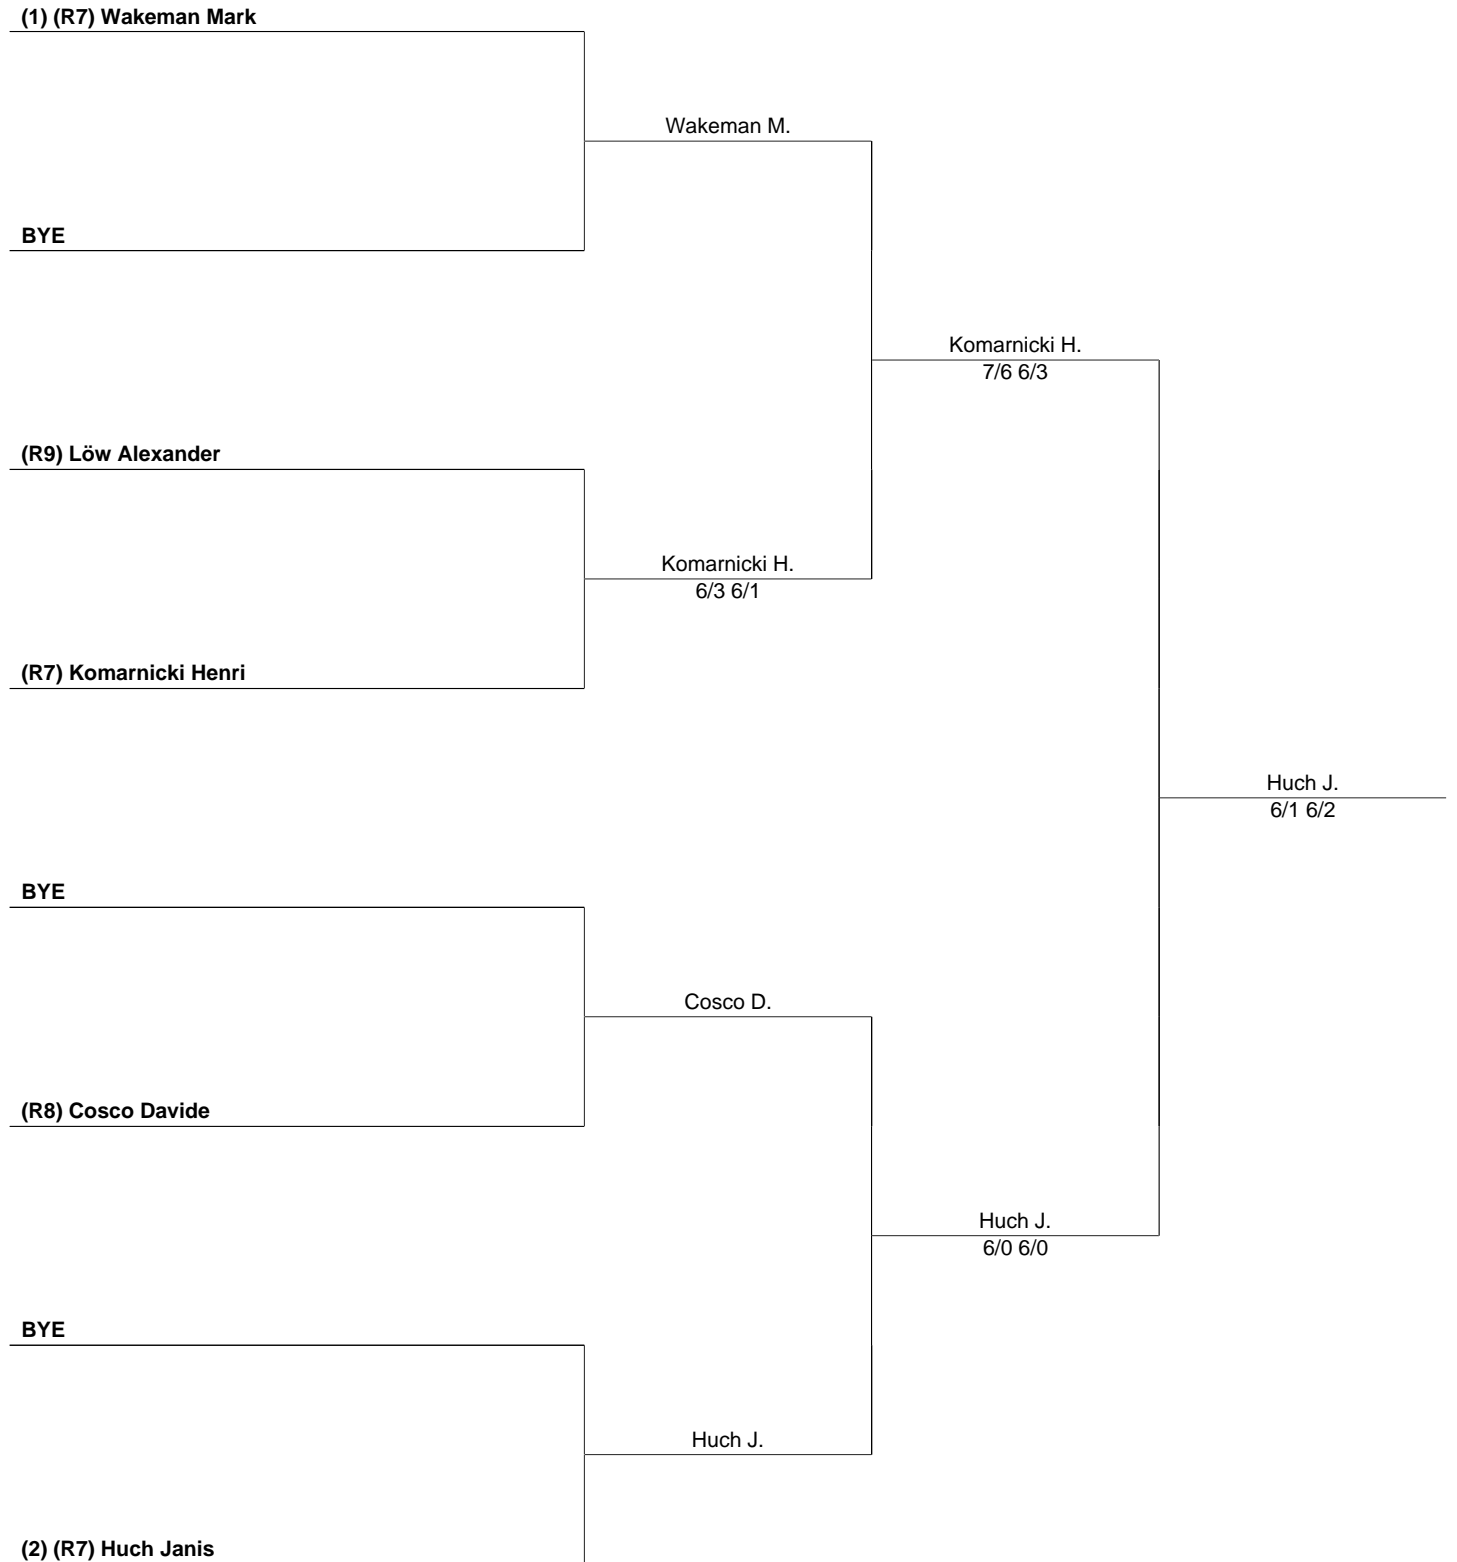 (1) (R7) Wakeman Mark
Wakeman M.
BYE
Komarnicki H.
7/6 6/3
(R9) Löw Alexander
Komarnicki H.
6/3 6/1
(R7) Komarnicki Henri
Huch J.
6/1 6/2
BYE
Cosco D.
(R8) Cosco Davide
Huch J.
6/0 6/0
BYE
Huch J.
(2) (R7) Huch Janis